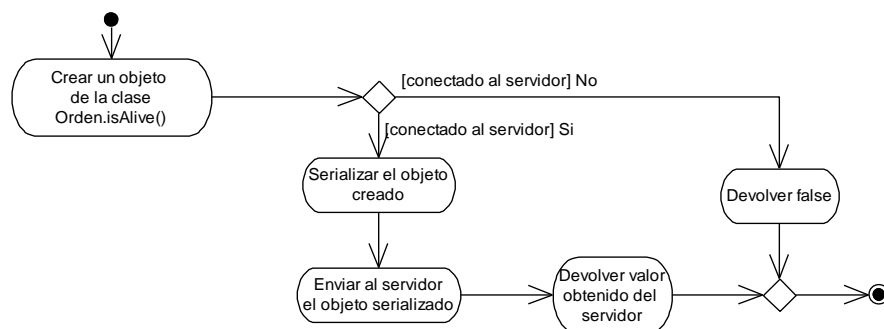 Crear un objeto
de la clase
Orden.isAlive()
[conectado al servidor] No
[conectado al servidor] Si
Serializar el objeto
creado
Devolver false
Enviar al servidor
el objeto serializado
Devolver valor
obtenido del
servidor